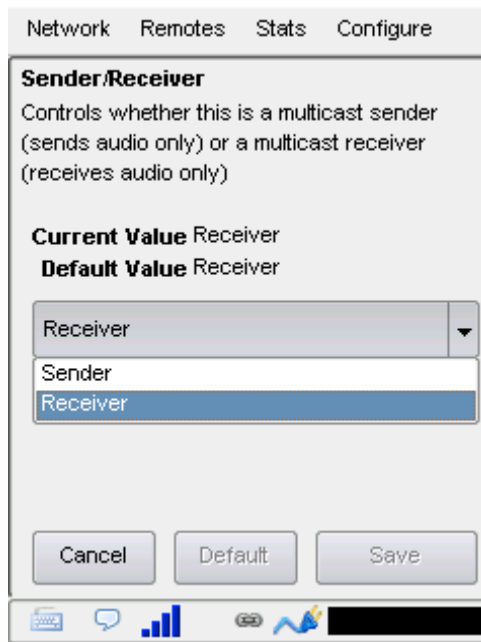 Network Remotes Stats Configure
Sender/Receiver
Controls whether this is a multicast sender
(sends audio only) or a multicast receiver
(receives audio only)
Current Value Receiver
Default Value Receiver
Receiver
Sender
Receiver
Cancel Default Save